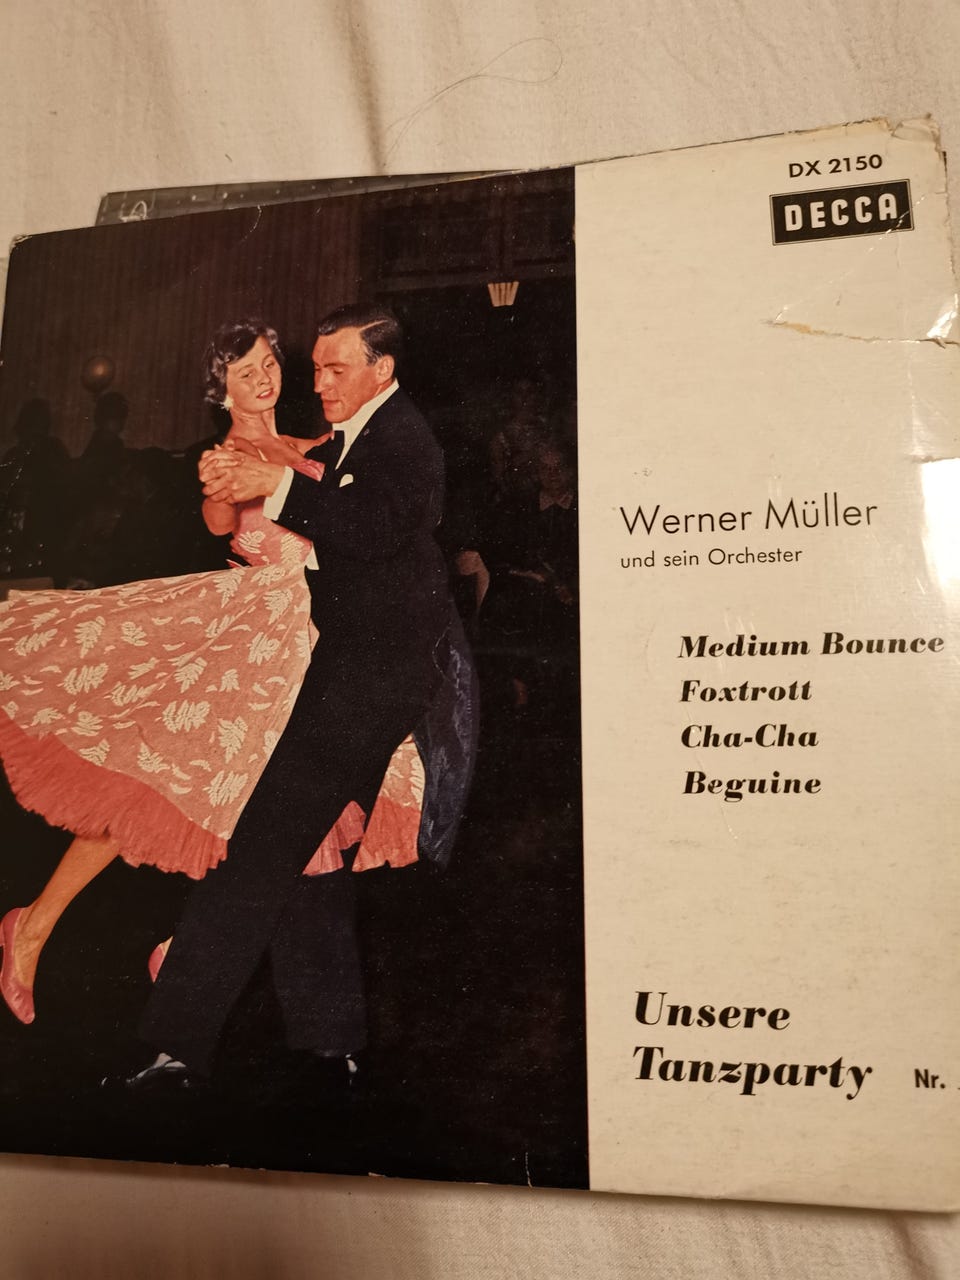 DX 2150
DECCA
Werner Müller
und sein Orchester
Medium Bounce
Foxtrott
Cha-Cha
Beguine
Unsere
Tanzparty Nr.